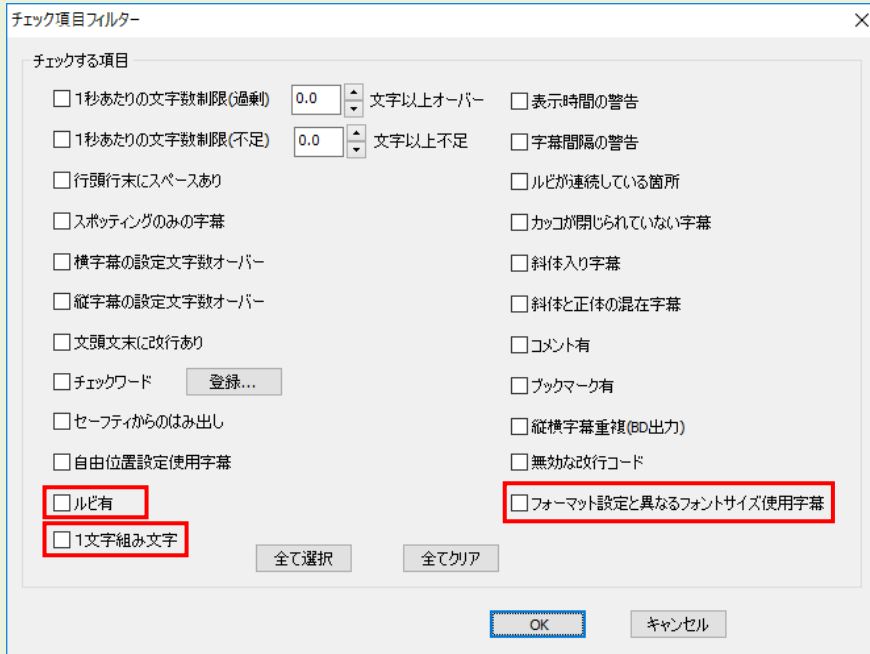 チェック項目フィルター
チェックする項目
1秒あたりの文字数制限(過剰) 0.0 文字以上オーバー
1秒あたりの文字数制限(不足) 0.0 文字以上不足
行頭行末にスペースあり
スポッティングのみの字幕
横字幕の設定文字数オーバー
縦字幕の設定文字数オーバー
文頭文末に改行あり
チェックワード 登録...
セーフティからのはみ出し
自由位置設定使用字幕
ルビ有
1文字組み文字
表示時間の警告
字幕間隔の警告
ルビが連続している箇所
カッコが閉じられていない字幕
斜体入り字幕
斜体と正体の混在字幕
コメント有
ブックマーク有
縦横字幕重複(BD出力)
無効な改行コード
フォーマット設定と異なるフォントサイズ使用字幕
全て選択 全てクリア
OK キャンセル